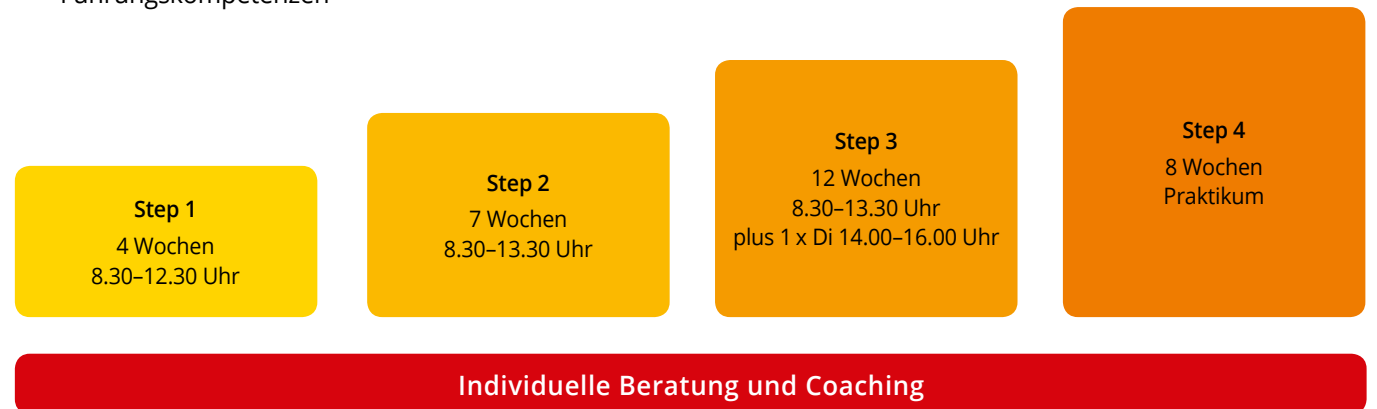 Führungskompetenzen
Step 1
4 Wochen
8.30–12.30 Uhr
Step 2
7 Wochen
8.30–13.30 Uhr
Step 3
12 Wochen
8.30–13.30 Uhr
plus 1 x Di 14.00–16.00 Uhr
Step 4
8 Wochen
Praktikum
Individuelle Beratung und Coaching